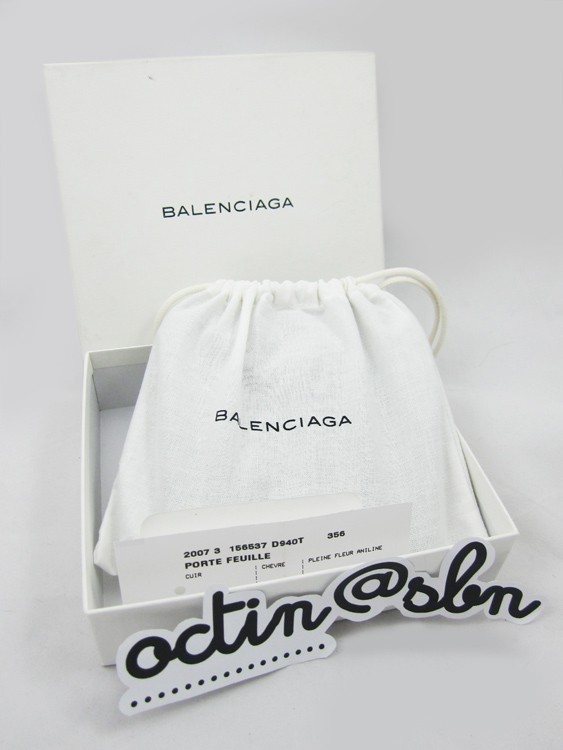 BALENCIAGA
BALENCIAGA
2007 3 156537 D940T 356
PORTE FEUILLE
CUIR CHEVRE PLEINE FLEUR ANILINE
octin@sbn